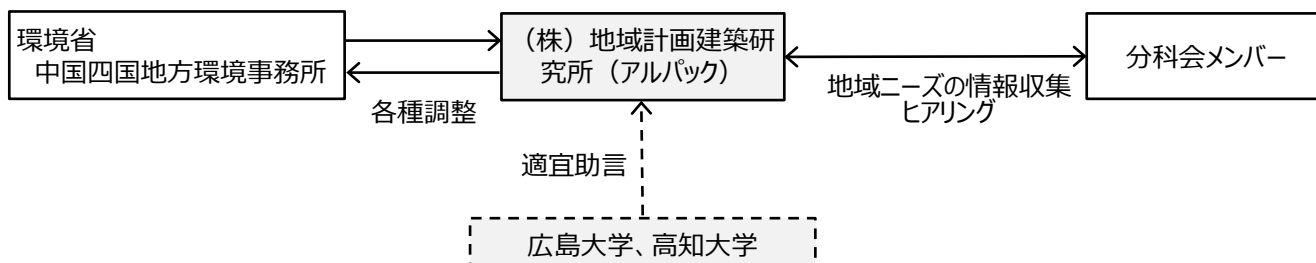 環境省
中国四国地方環境事務所
（株）地域計画建築研
究所（アルパック）
分科会メンバー
各種調整
地域ニーズの情報収集
ヒアリング
適宜助言
広島大学、高知大学